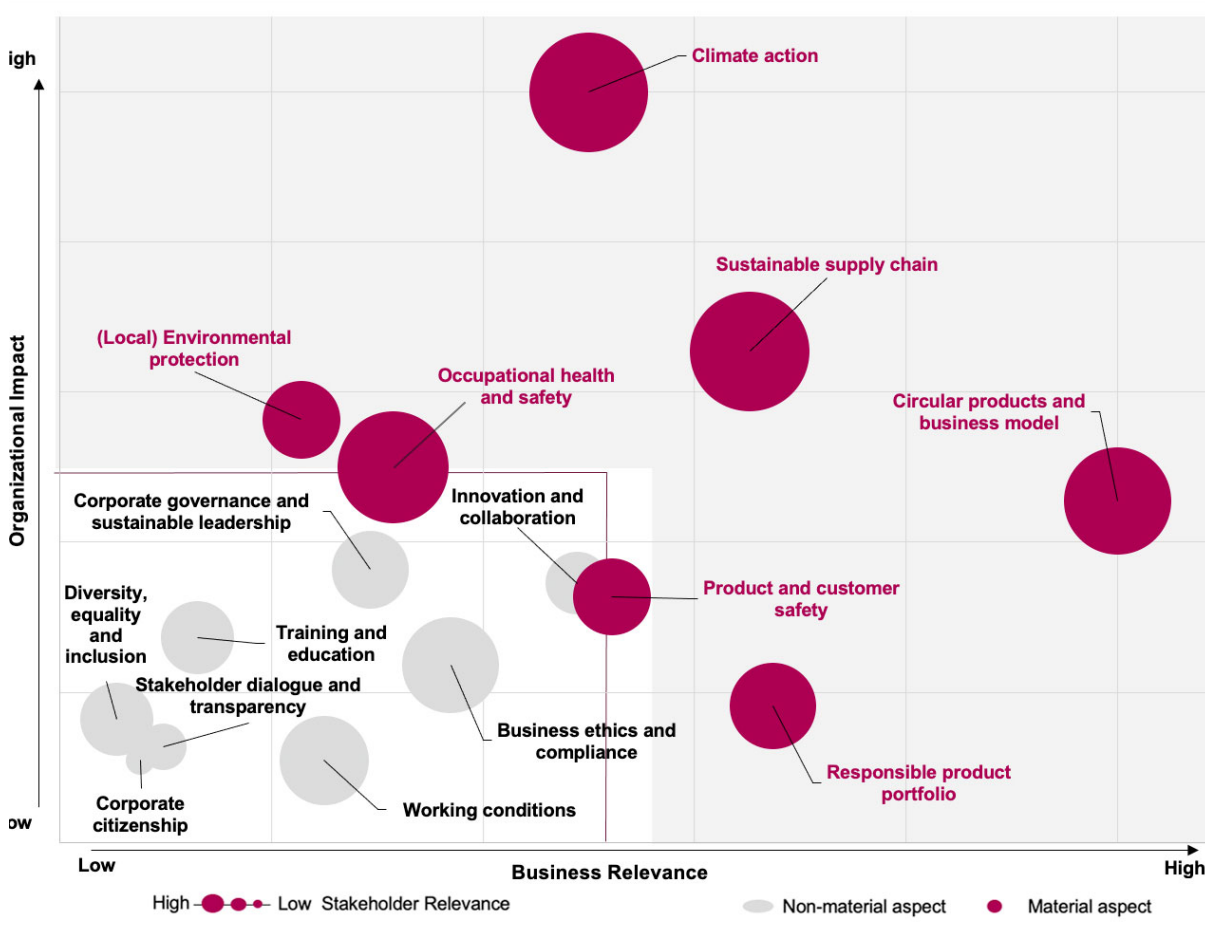 igh
Climate action
Sustainable supply chain
(Local) Environmental
protection
Occupational health
and safety
Circular products and
business model
Organizational Impact
Corporate governance and
sustainable leadership
Innovation and
collaboration
Diversity,
equality
and
inclusion
Product and customer
safety
Training and
education
Stakeholder dialogue and
transparency
Business ethics and
compliance
Responsible product
portfolio
Corporate
citizenship
Working conditions
ow
Low
Business Relevance
High
High
Low Stakeholder Relevance
Non-material aspect
Material aspect